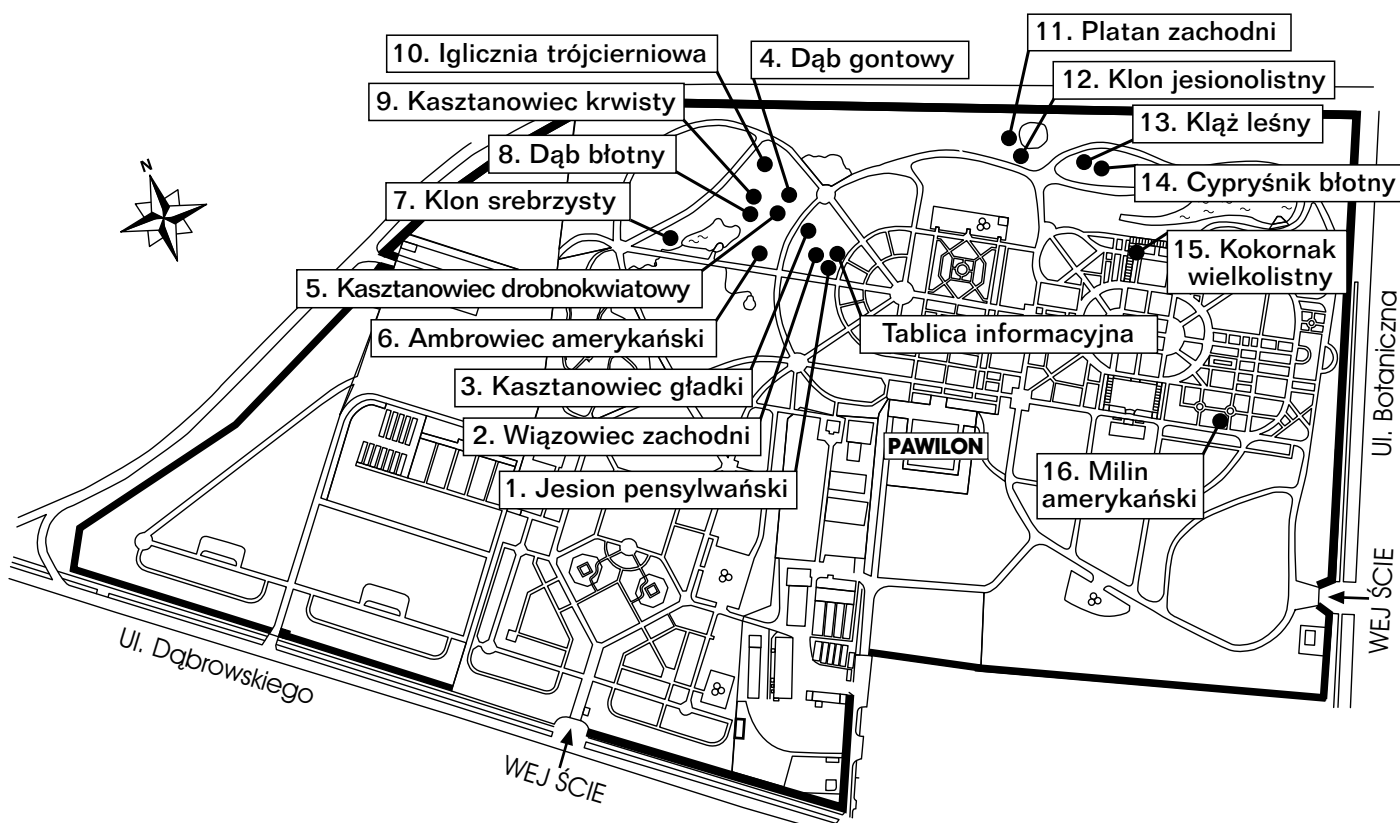 11. Platan zachodni
10. Iglicznia trójcierniowa
4. Dąb gontowy
12. Klon jesionolistny
9. Kasztanowiec krwisty
13. Kląż leśny
8. Dąb błotny
14. Cypryśnik błotny
7. Klon srebrzysty
N
15. Kokornak
wielkolistny
5. Kasztanowiec drobnokwiatowy
6. Ambrowiec amerykański
Tablica informacyjna
3. Kasztanowiec gładki
2. Wiązowiec zachodni
PAWILON
Ul. Botaniczna
16. Milin
amerykański
1. Jesion pensylwański
WEJ ŚCIE
Ul. Dąbrowskiego
WEJ ŚCIE